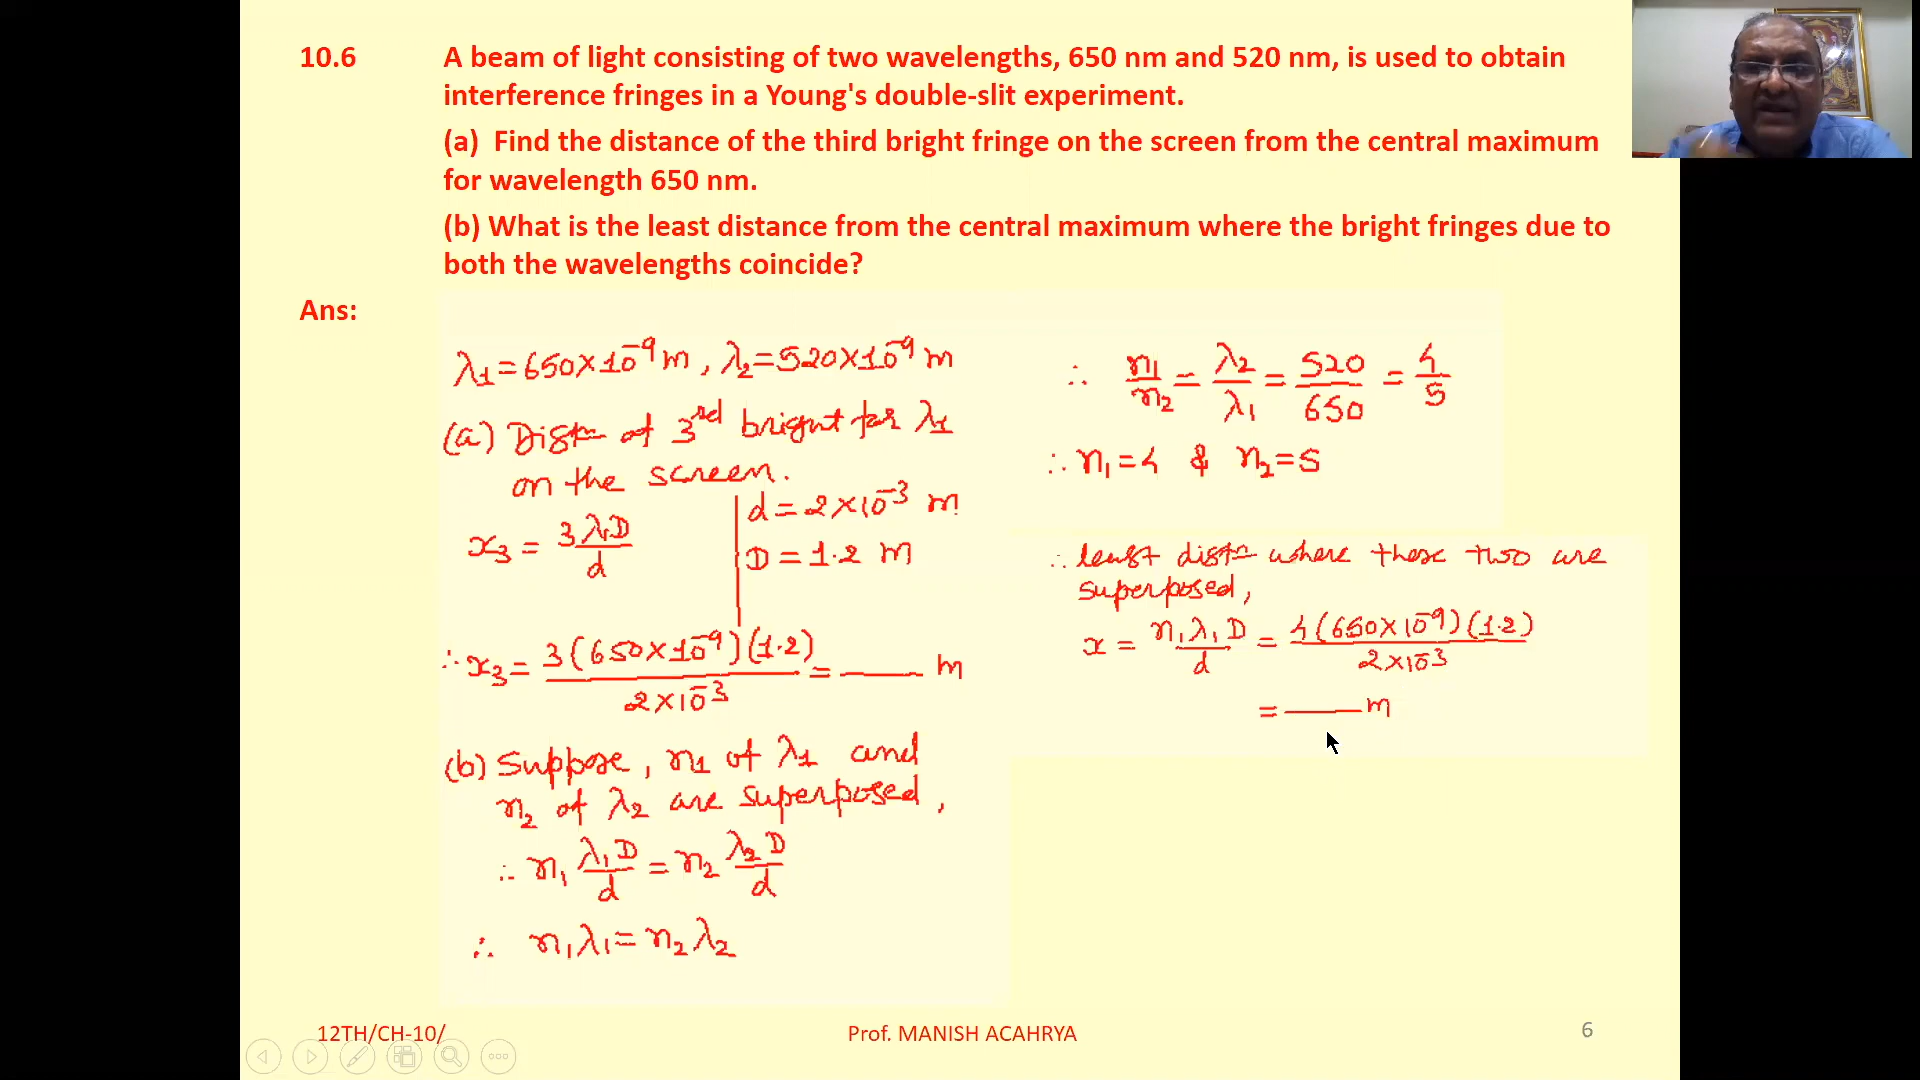 10.6 A beam of light consisting of two wavelengths, 650 nm and 520 nm, is used to obtain
interference fringes in a Young's double-slit experiment.
(a) Find the distance of the third bright fringe on the screen from the central maximum
for wavelength 650 nm.
(b) What is the least distance from the central maximum where the bright fringes due to
both the wavelengths coincide?
Ans:
λ1 = 650×10⁻⁹ m, λ2 = 520×10⁻⁹ m
(a) Distn of 3rd bright for λ1
on the screen.
d = 2×10⁻³ m
D = 1.2 m
x₃ = 3λ₁D/d
∴ x₃ = 3(650×10⁻⁹)(1.2)/2×10⁻³ = ____ m
(b) Suppose, n1 of λ1 and
n2 of λ2 are superposed,
∴ n₁ λ₁D/d = n₂ λ₂D/d
∴ n₁λ₁ = n₂λ₂
∴ n₁/n₂ = λ₂/λ₁ = 520/650 = 4/5
∴ n₁ = 4 & n₂ = 5
∴ least distn where these two are
superposed,
x = n₁λ₁D/d = 4(650×10⁻⁹)(1.2)/2×10⁻³
= ____ m
12TH/CH-10/
Prof. MANISH ACAHRYA
6